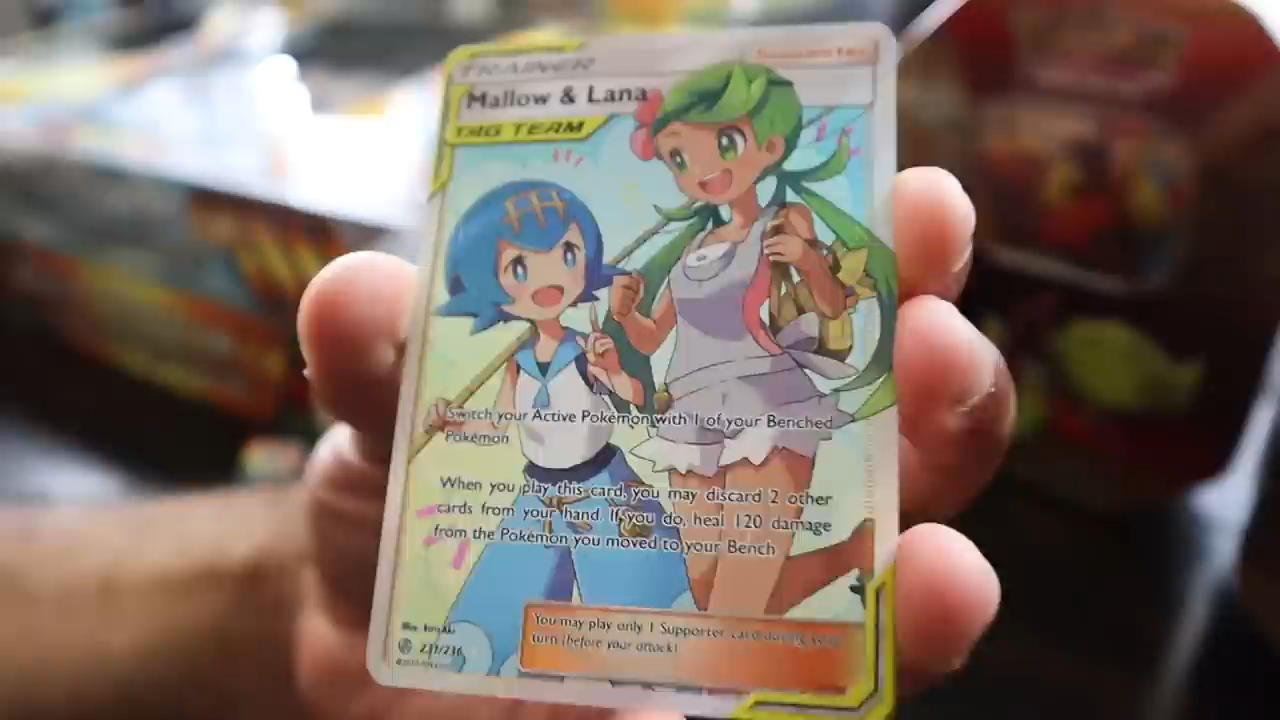 TRAINER
Mallow & Lana
TAG TEAM
Switch your Active Pokémon with 1 of your Benched
Pokémon
When you play this card, you may discard 2 other
cards from your hand. If you do, heal 120 damage
from the Pokémon you moved to your Bench
You may play only 1 Supporter card during your
turn (before your attack)
231/236